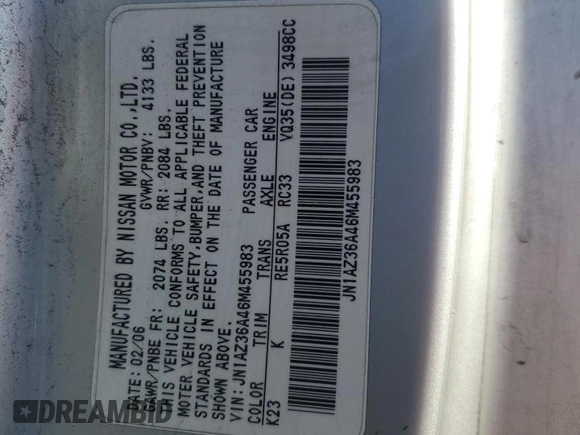 MANUFACTURED BY NISSAN MOTOR CO.,LTD.
DATE: 02/06 GVWR/PNBV: 4133 LBS.
GAWR/PNBE FR: 2074 LBS. RR: 2084 LBS.
THIS VEHICLE CONFORMS TO ALL APPLICABLE FEDERAL
MOTOR VEHICLE SAFETY,BUMPER,AND THEFT PREVENTION
STANDARDS IN EFFECT ON THE DATE OF MANUFACTURE
SHOWN ABOVE.
VIN: JN1AZ36A46M455983 PASSENGER CAR
COLOR TRIM TRANS AXLE ENGINE
K23 K RE5R05A RC33 VQ35(DE) 3498CC
JN1AZ36A46M455983
DREAMBID